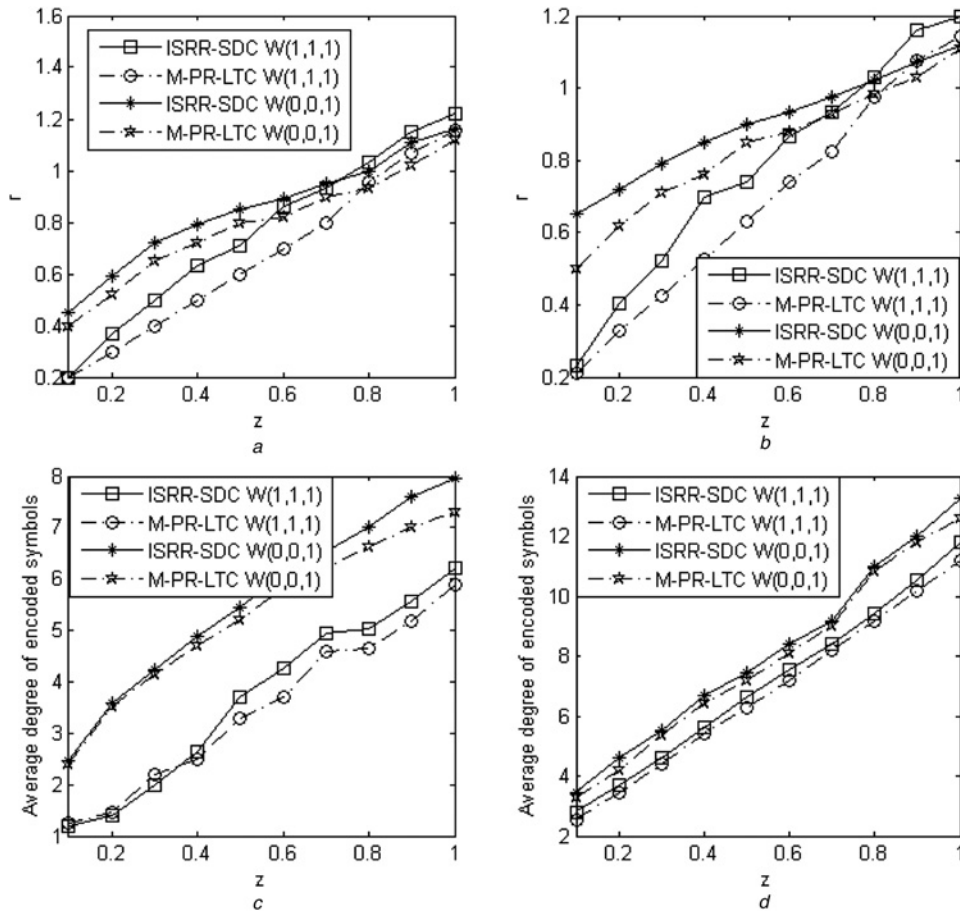 1.6
1.4
1.2
1
0.8
0.6
0.4
0.2
r
ISRR-SDC W(1,1,1)
M-PR-LTC W(1,1,1)
ISRR-SDC W(0,0,1)
M-PR-LTC W(0,0,1)
0.2 0.4 0.6 0.8 1
z
a
1.2
1
0.8
0.6
0.4
0.2
r
ISRR-SDC W(1,1,1)
M-PR-LTC W(1,1,1)
ISRR-SDC W(0,0,1)
M-PR-LTC W(0,0,1)
0.2 0.4 0.6 0.8 1
z
b
8
7
6
5
4
3
2
1
Average degree of encoded symbols
ISRR-SDC W(1,1,1)
M-PR-LTC W(1,1,1)
ISRR-SDC W(0,0,1)
M-PR-LTC W(0,0,1)
0.2 0.4 0.6 0.8 1
z
c
14
12
10
8
6
4
2
Average degree of encoded symbols
ISRR-SDC W(1,1,1)
M-PR-LTC W(1,1,1)
ISRR-SDC W(0,0,1)
M-PR-LTC W(0,0,1)
0.2 0.4 0.6 0.8 1
z
d